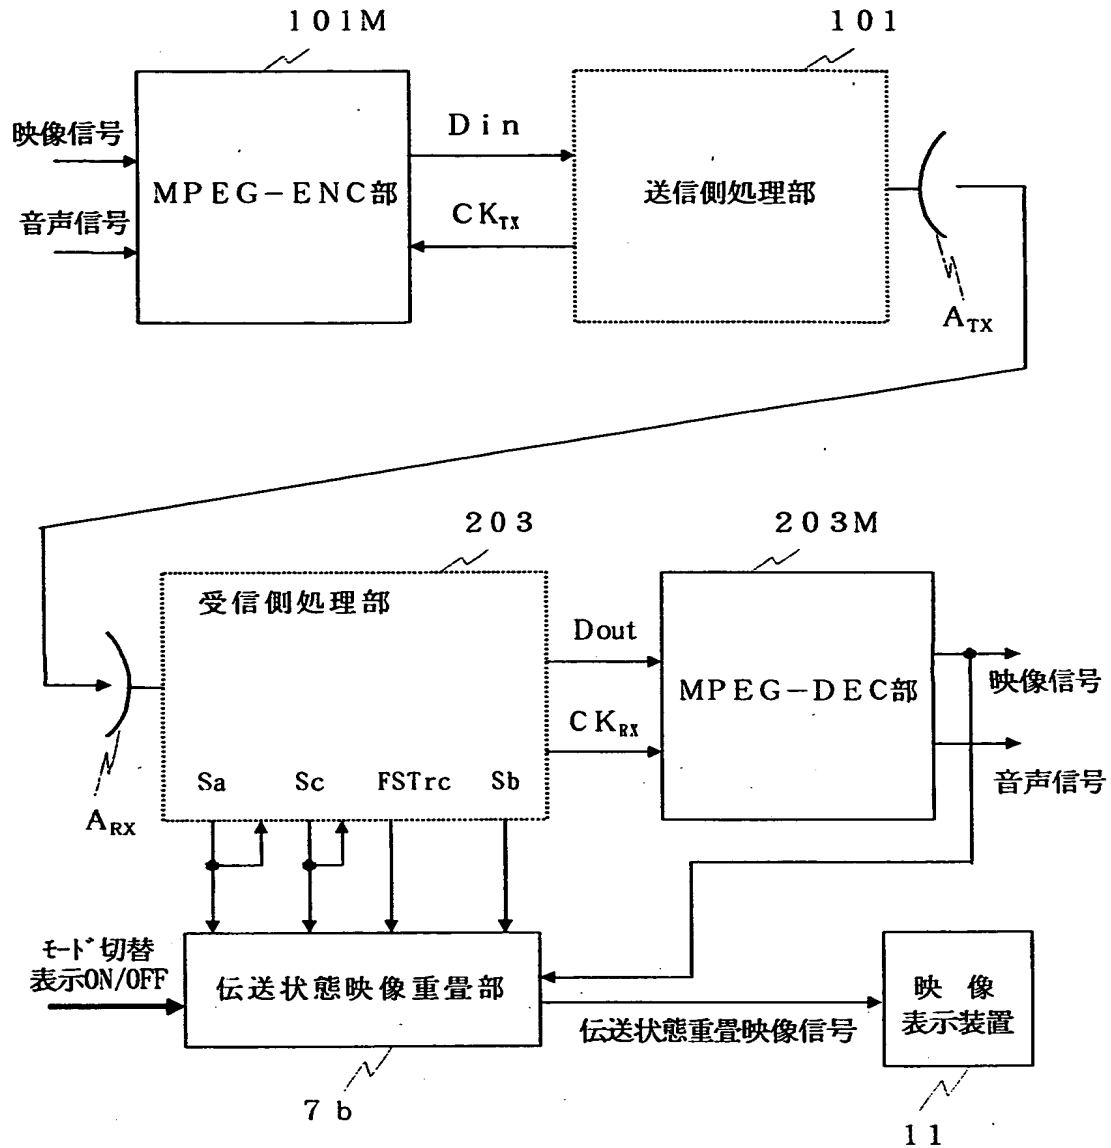 101M
101
映像信号
音声信号
MPEG-ENC部
Din
CK_TX
送信側処理部
A_TX
203
203M
受信側処理部
Dout
CK_RX
MPEG-DEC部
映像信号
音声信号
Sa Sc FSTrc Sb
A_RX
モード切替
表示ON/OFF
伝送状態映像重畳部
伝送状態重畳映像信号
映像
表示装置
7b
11